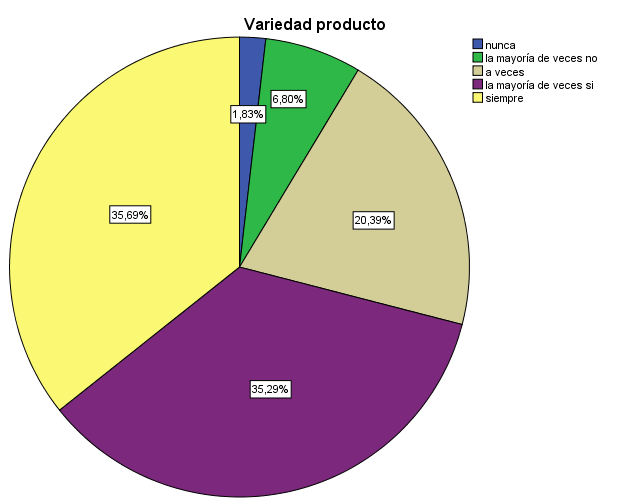 Variedad producto
nunca
la mayoría de veces no
a veces
la mayoría de veces si
siempre
1,83%
6,80%
20,39%
35,29%
35,69%